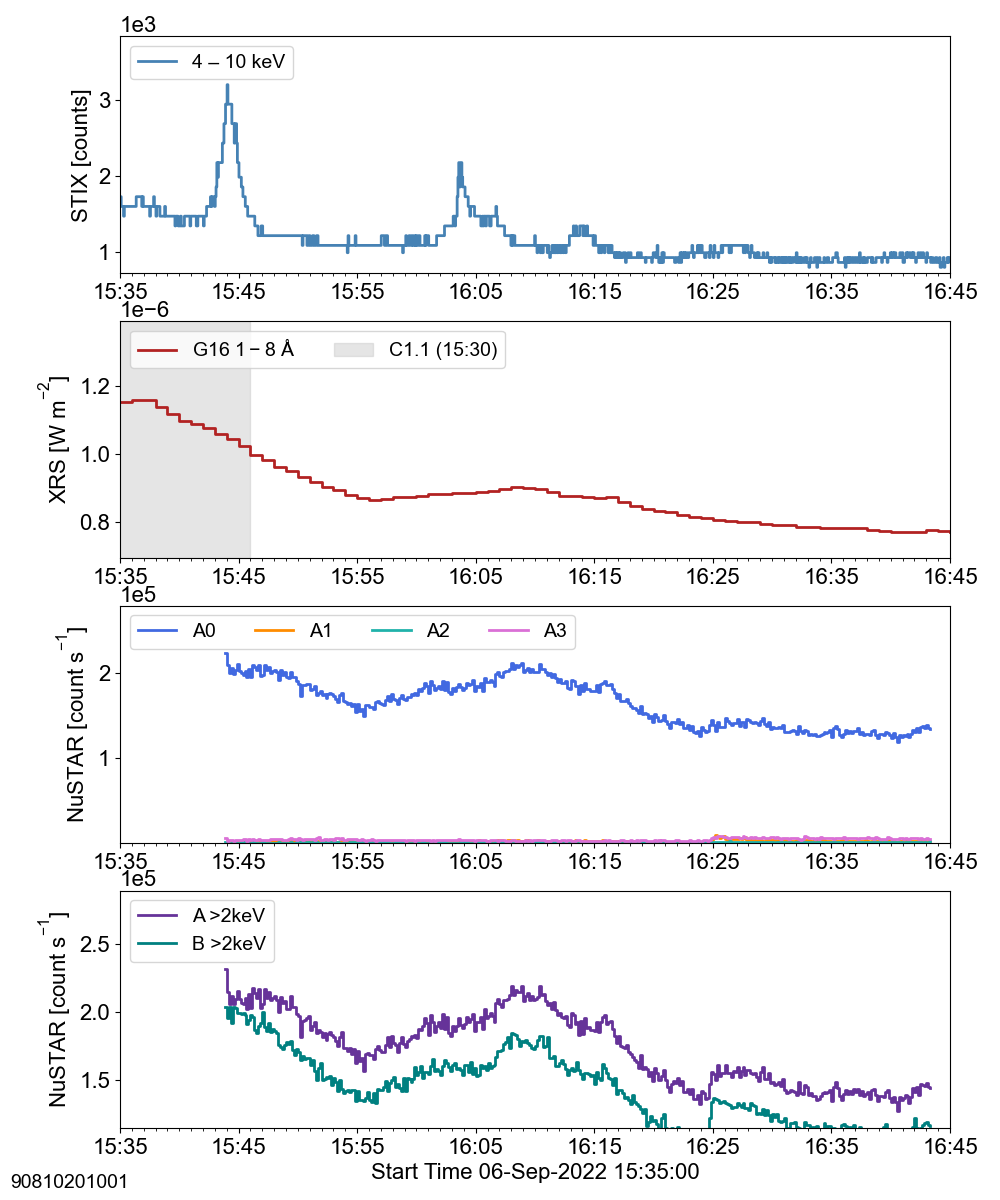 1e3
4 – 10 keV
STIX [counts]
3
2
1
15:35 15:45 15:55 16:05 16:15 16:25 16:35 16:45
1e−6
G16 1 – 8 Å C1.1 (15:30)
XRS [W m⁻²]
1.2
1.0
0.8
15:35 15:45 15:55 16:05 16:15 16:25 16:35 16:45
1e5
A0 A1 A2 A3
NuSTAR [count s⁻¹]
2
1
15:35 15:45 15:55 16:05 16:15 16:25 16:35 16:45
1e5
A >2keV
B >2keV
NuSTAR [count s⁻¹]
2.5
2.0
1.5
15:35 15:45 15:55 16:05 16:15 16:25 16:35 16:45
Start Time 06-Sep-2022 15:35:00
90810201001